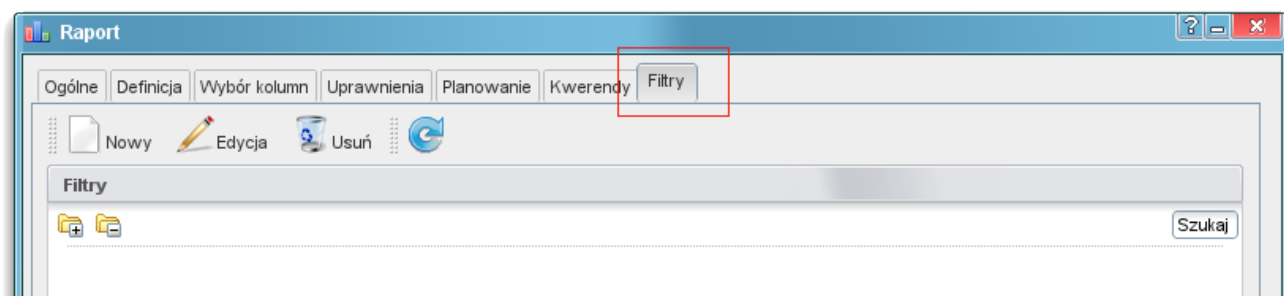 Raport
Ogólne Definicja Wybór kolumn Uprawnienia Planowanie Kwerendy Filtry
Nowy Edycja Usuń
Filtry
Szukaj